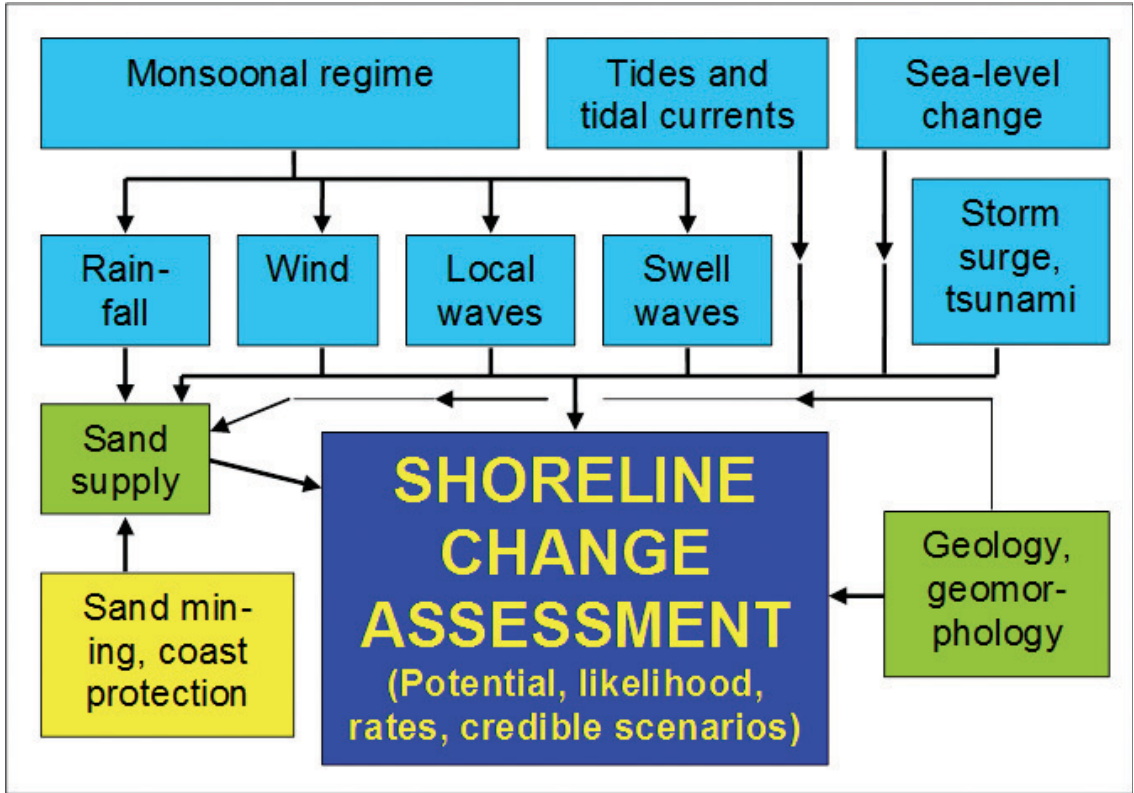 Monsoonal regime
Tides and
tidal currents
Sea-level
change
Rain-
fall
Wind
Local
waves
Swell
waves
Storm
surge,
tsunami
Sand
supply
SHORELINE
CHANGE
ASSESSMENT
(Potential, likelihood,
rates, credible scenarios)
Geology,
geomor-
phology
Sand min-
ing, coast
protection